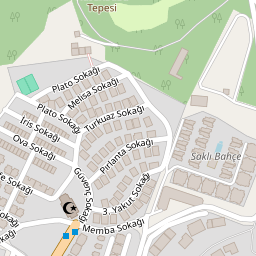 Tepesi
Plato Sokağı
Melisa Sokağı
Plato Sokağı
Turkuaz Sokağı
İris Sokağı
Ova Sokağı
Pırlanta Sokağı
Saklı Bahçe
Güvenç Sokağı
3. Yakut Sokağı
Memba Sokağı
Sokağı